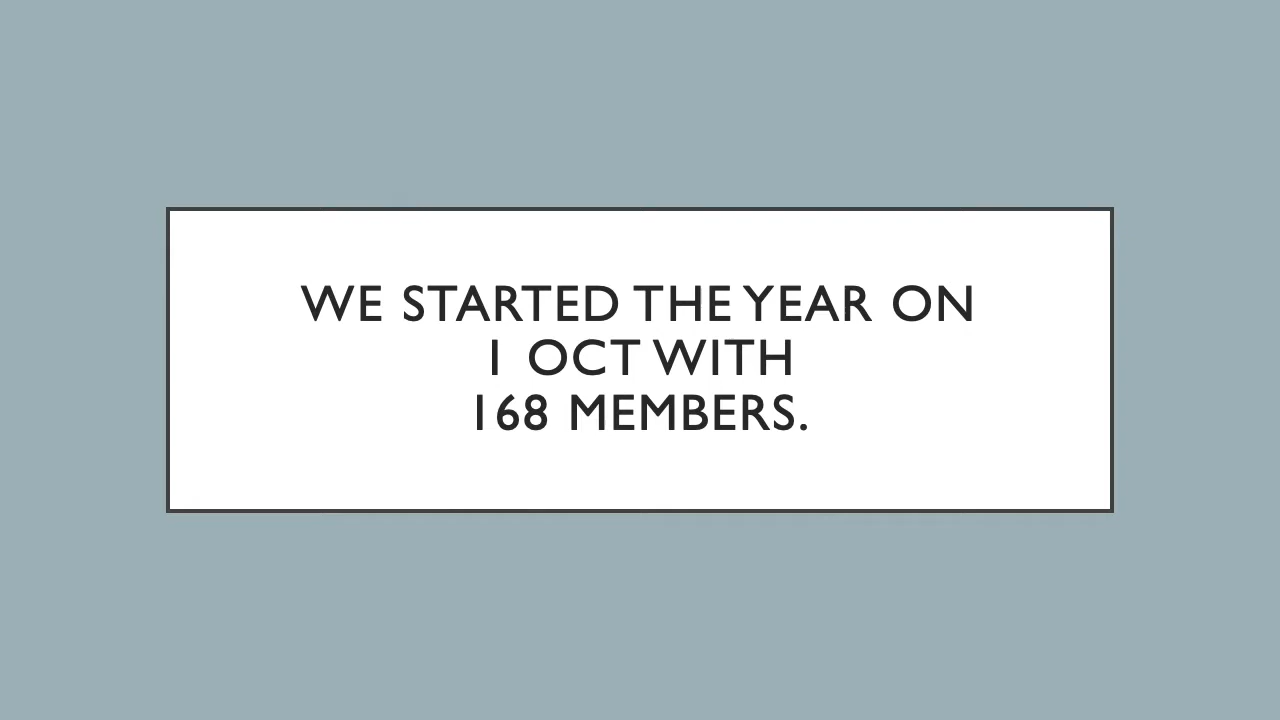 WE STARTED THE YEAR ON
1 OCT WITH
168 MEMBERS.